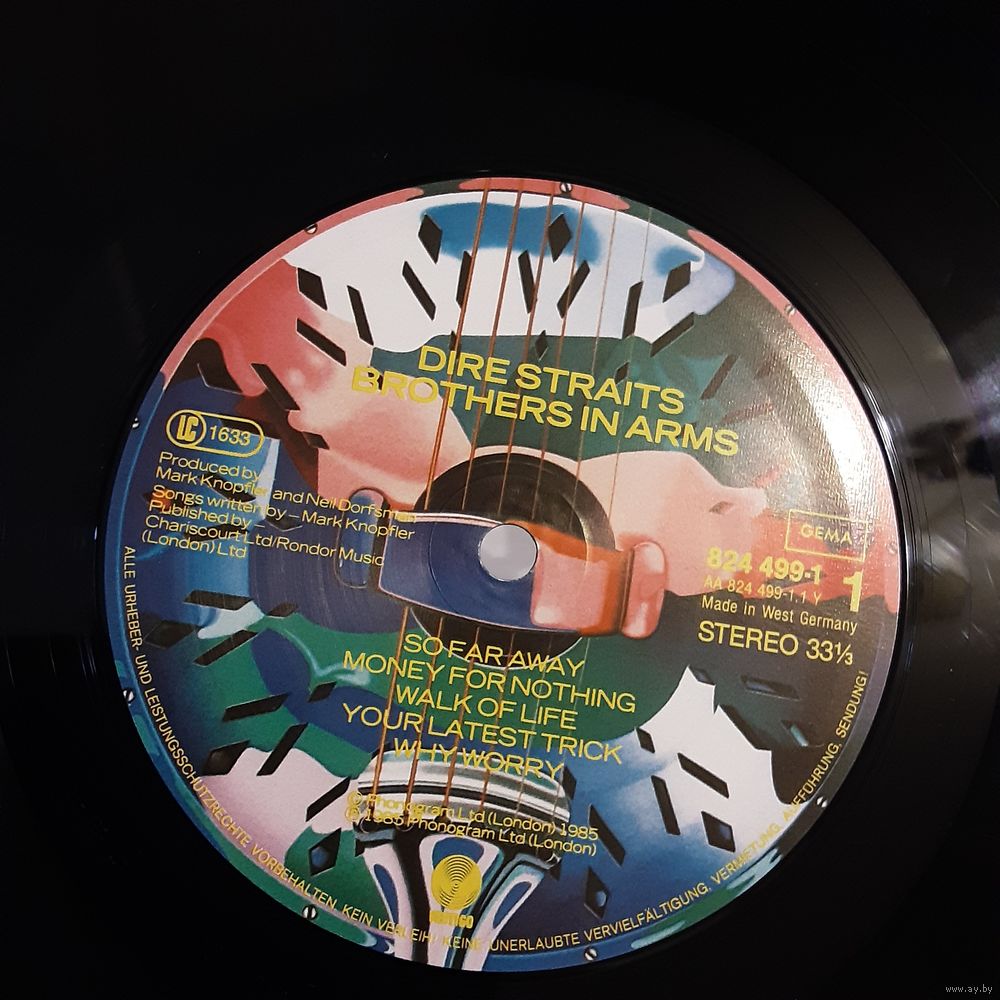 DIRE STRAITS
BROTHERS IN ARMS
LC 1633
Produced by
Mark Knopfler and Neil Dorfsman
Songs written by – Mark Knopfler
Published by
Chariscourt Ltd/Rondor Music
(London) Ltd
GEMA
824 499-1
AA 824 499-1.1 Y
1
Made in West Germany
STEREO 33⅓
SO FAR AWAY
MONEY FOR NOTHING
WALK OF LIFE
YOUR LATEST TRICK
WHY WORRY
© Phonogram Ltd (London) 1985
℗ 1985 Phonogram Ltd (London)
VERTIGO
ALLE URHEBER- UND LEISTUNGSSCHUTZRECHTE VORBEHALTEN. KEIN VERLEIH! KEINE UNERLAUBTE VERVIELFÄLTIGUNG, VERMIETUNG, AUFFÜHRUNG, SENDUNG!
www.ay.by